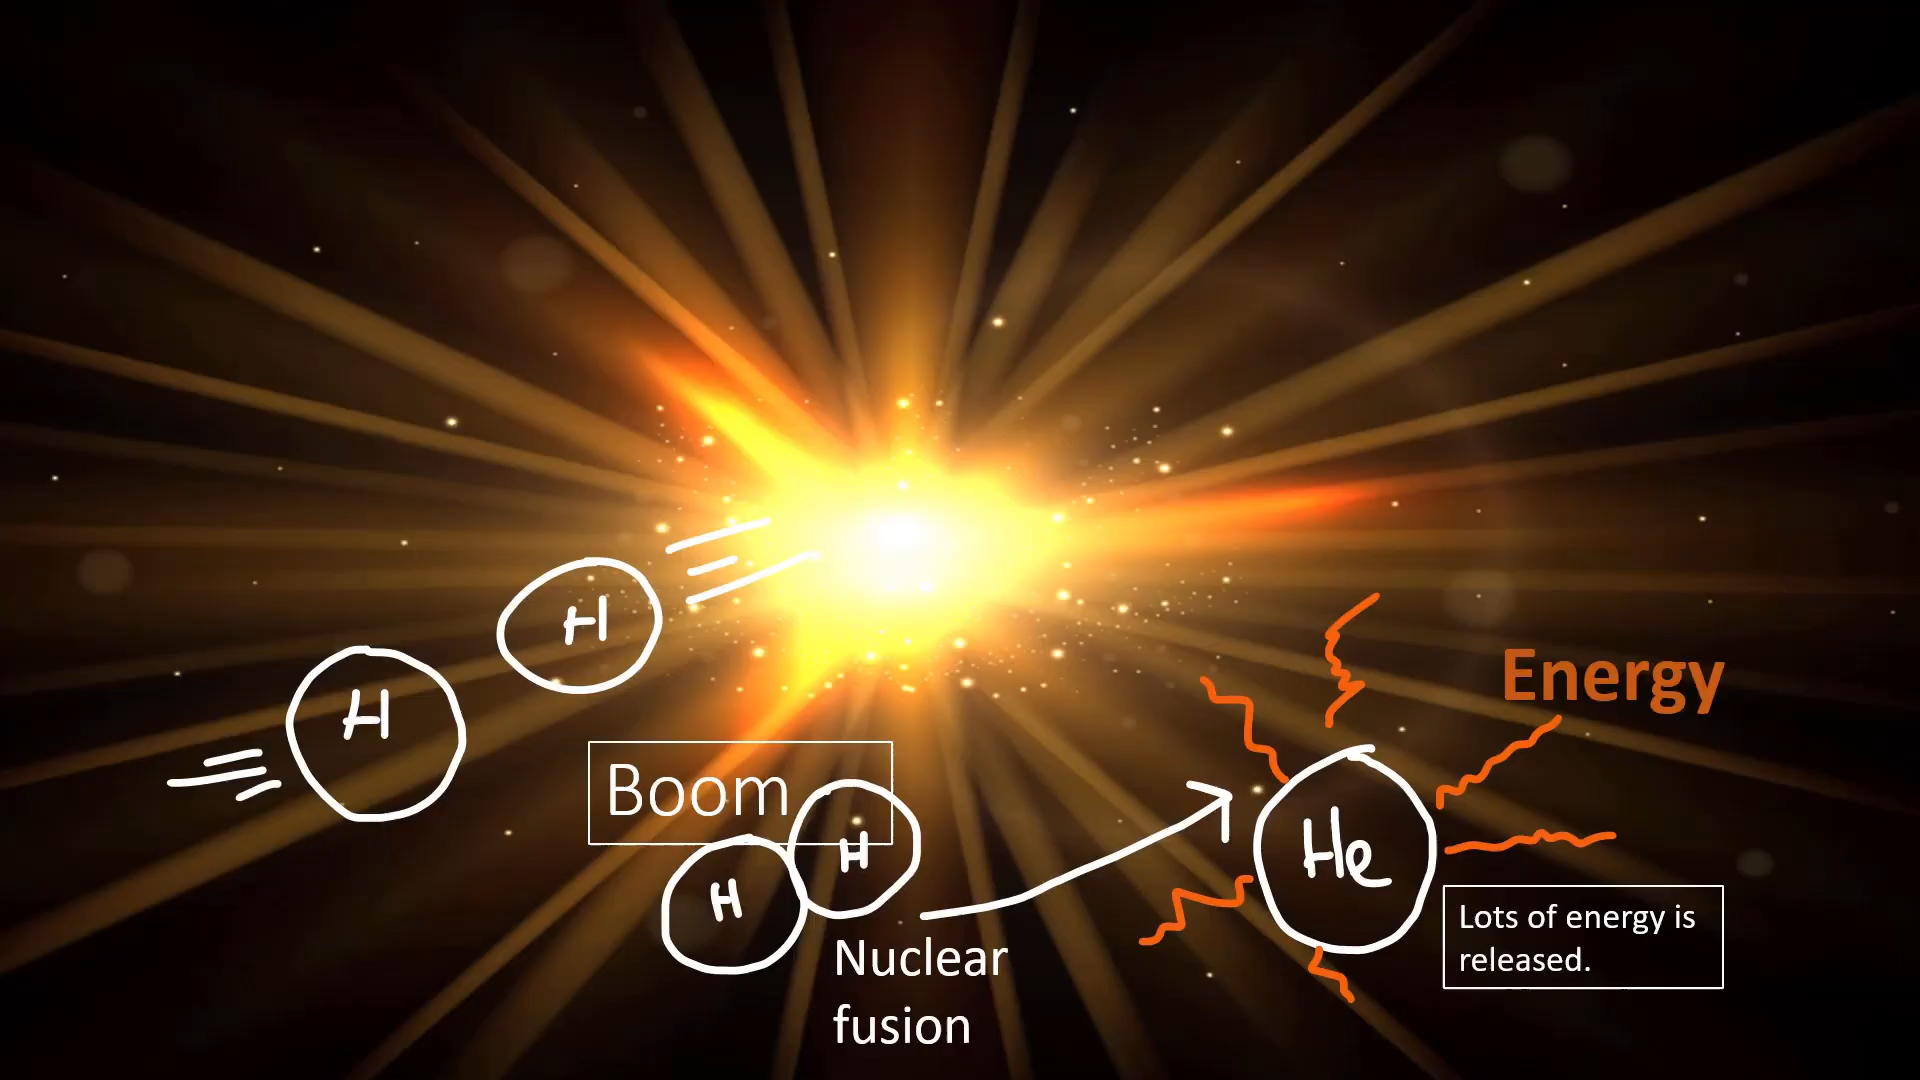 H
H
Energy
Boom
H
H
He
Lots of energy is
released.
Nuclear
fusion